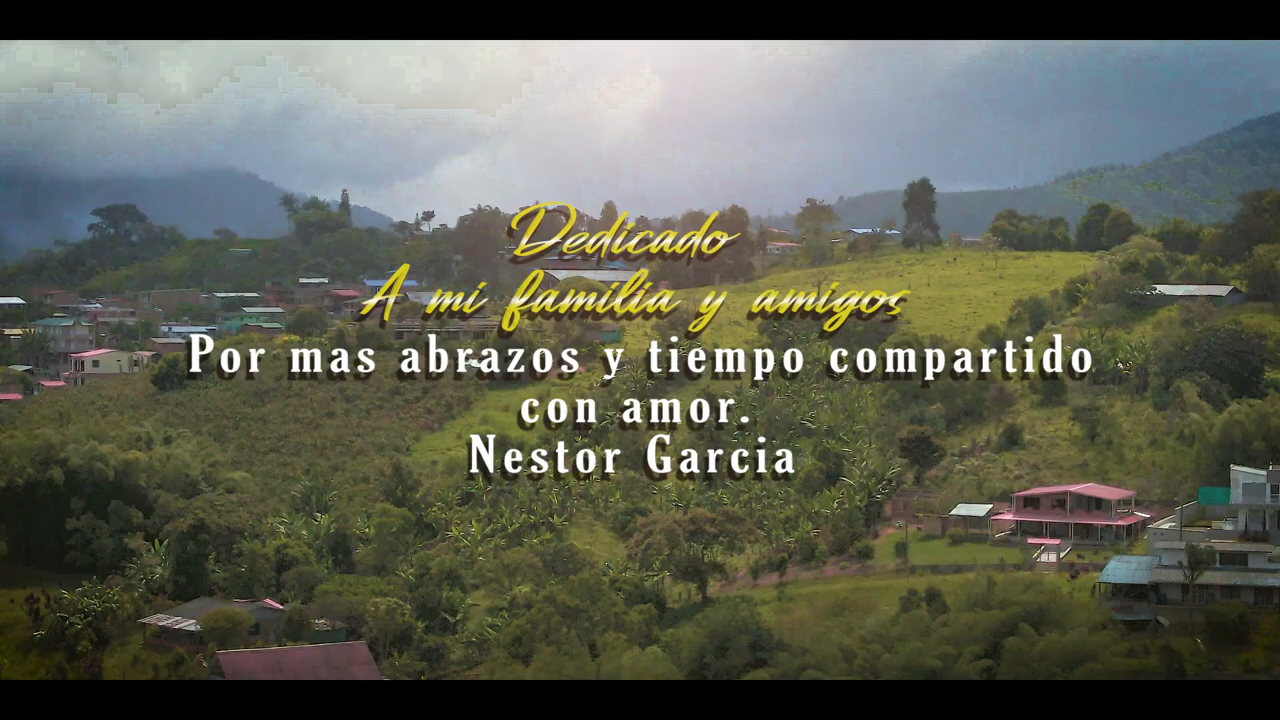 Dedicado
A mi familia y amigos
Por mas abrazos y tiempo compartido
con amor.
Nestor Garcia